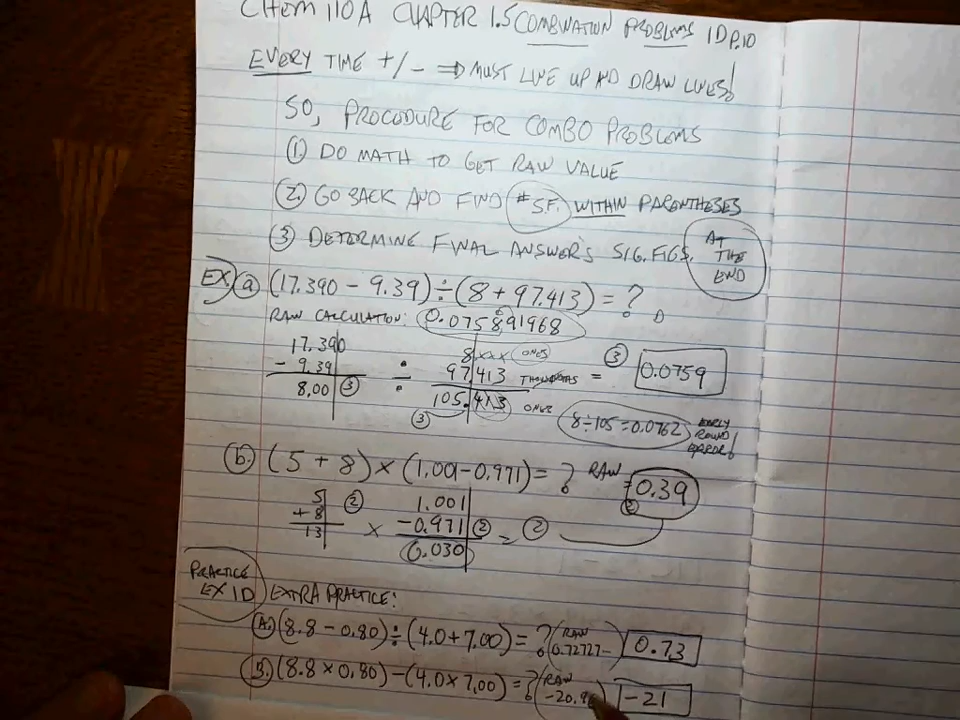 CHEM 110A CHAPTER 1.5 COMBINATION PROBLEMS 1D P.10
EVERY TIME +/- ⇒ MUST LINE UP AND DRAW LINES!
SO, PROCEDURE FOR COMBO PROBLEMS
① DO MATH TO GET RAW VALUE
② GO BACK AND FIND # S.F. WITHIN PARENTHESES
③ DETERMINE FINAL ANSWER'S SIG. FIGS. AT THE END
EX. ⓐ (17.390 - 9.39) ÷ (8 + 97.413) = ?
RAW CALCULATION: 0.075891968
17.390
- 9.39
8.00 ③
÷
8 xxx ONES
97.413
105.413 ONES
③
= ③ 0.0759
8 ÷ 105 = 0.0762 EARLY ROUND ERROR!
ⓑ (5 + 8) × (1.001 - 0.971) = ? RAW = 0.39
5
+ 8
13
②
×
1.001
- 0.971 ②
0.030
= ②
②
PRACTICE EX 1D EXTRA PRACTICE:
Ⓐ (8.8 - 0.80) ÷ (4.0 + 7.00) = ? (RAW 0.72727-) 0.73
Ⓑ (8.8 × 0.80) - (4.0 × 7.00) = ? (RAW -20.96) -21